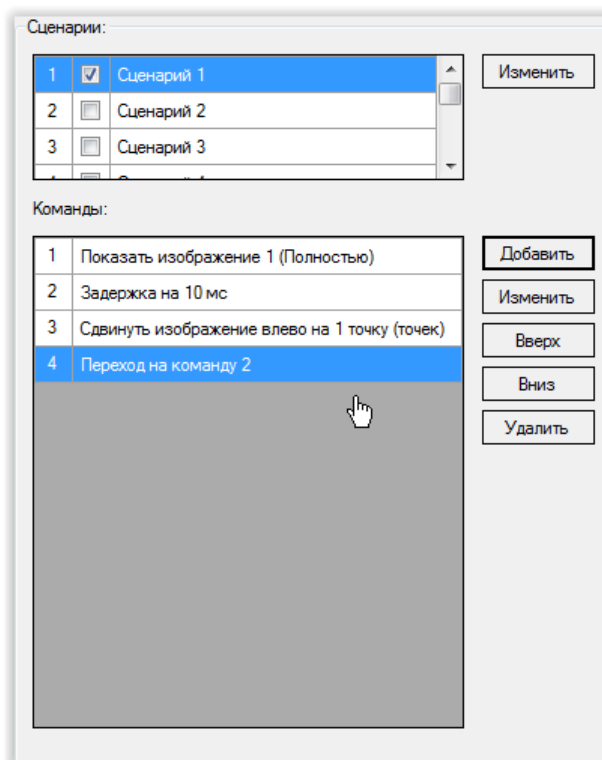 Сценарии:
1 Сценарий 1 Изменить
2 Сценарий 2
3 Сценарий 3
Команды:
1 Показать изображение 1 (Полностью) Добавить
2 Задержка на 10 мс Изменить
3 Сдвинуть изображение влево на 1 точку (точек) Вверх
4 Переход на команду 2 Вниз
Удалить